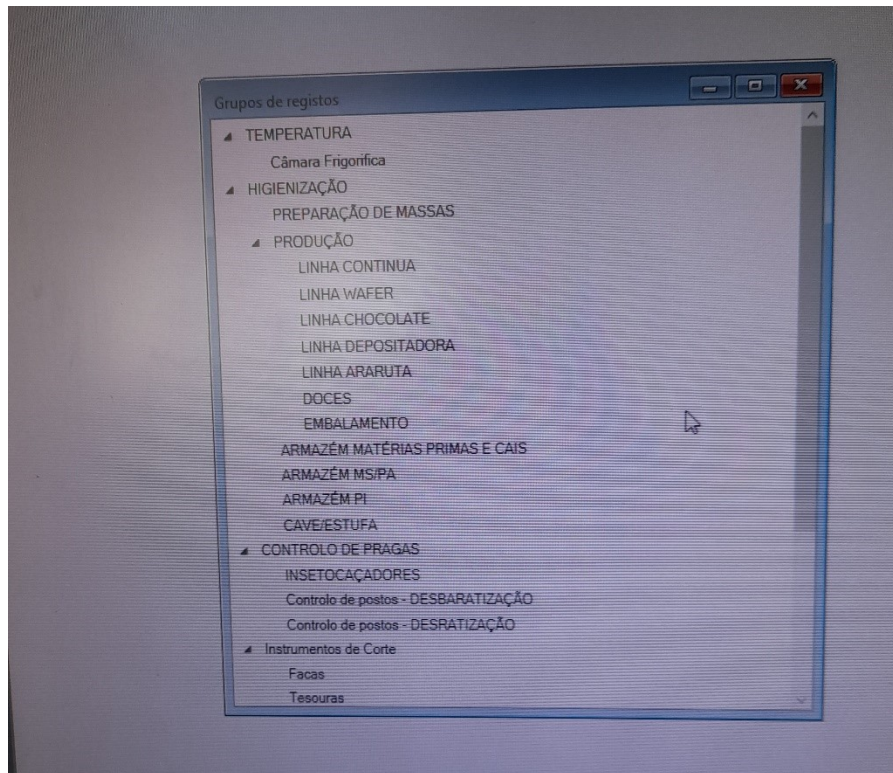 Grupos de registos
TEMPERATURA
Câmara Frigorifica
HIGIENIZAÇÃO
PREPARAÇÃO DE MASSAS
PRODUÇÃO
LINHA CONTINUA
LINHA WAFER
LINHA CHOCOLATE
LINHA DEPOSITADORA
LINHA ARARUTA
DOCES
EMBALAMENTO
ARMAZÉM MATÉRIAS PRIMAS E CAIS
ARMAZÉM MS/PA
ARMAZÉM PI
CAVE/ESTUFA
CONTROLO DE PRAGAS
INSETOCAÇADORES
Controlo de postos - DESBARATIZAÇÃO
Controlo de postos - DESRATIZAÇÃO
Instrumentos de Corte
Facas
Tesouras